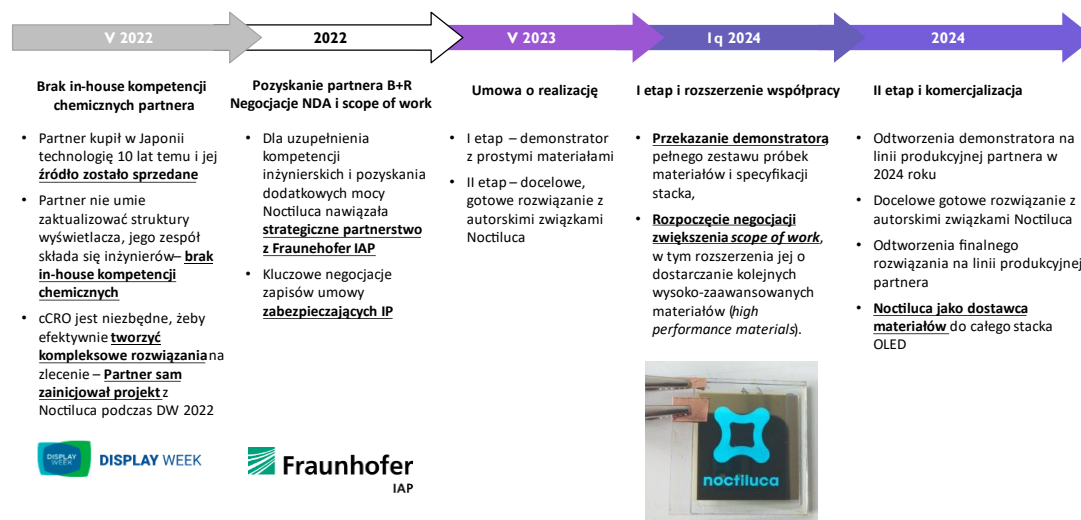 V 2022
2022
V 2023
I q 2024
2024
Brak in-house kompetencji
chemicznych partnera
• Partner kupił w Japonii
technologię 10 lat temu i jej
źródło zostało sprzedane
• Partner nie umie
zaktualizować struktury
wyświetlacza, jego zespół
składa się inżynierów– brak
in-house kompetencji
chemicznych
• cCRO jest niezbędne, żeby
efektywnie tworzyć
kompleksowe rozwiązania na
zlecenie – Partner sam
zainicjował projekt z
Noctiluca podczas DW 2022
DISPLAY
WEEK
DISPLAY WEEK
Pozyskanie partnera B+R
Negocjacje NDA i scope of work
• Dla uzupełnienia
kompetencji
inżynierskich i pozyskania
dodatkowych mocy
Noctiluca nawiązała
strategiczne partnerstwo
z Fraunehofer IAP
• Kluczowe negocjacje
zapisów umowy
zabezpieczających IP
Fraunhofer
IAP
Umowa o realizację
• I etap – demonstrator
z prostymi materiałami
• II etap – docelowe,
gotowe rozwiązanie z
autorskimi związkami
Noctiluca
I etap i rozszerzenie współpracy
• Przekazanie demonstratora,
pełnego zestawu próbek
materiałów i specyfikacji
stacka,
• Rozpoczęcie negocjacji
zwiększenia scope of work,
w tym rozszerzenia jej o
dostarczanie kolejnych
wysoko-zaawansowanych
materiałów (high
performance materials).
noctiluca
II etap i komercjalizacja
• Odtworzenia demonstratora na
linii produkcyjnej partnera w
2024 roku
• Docelowe gotowe rozwiązanie z
autorskimi związkami Noctiluca
• Odtworzenia finalnego
rozwiązania na linii produkcyjnej
partnera
• Noctiluca jako dostawca
materiałów do całego stacka
OLED